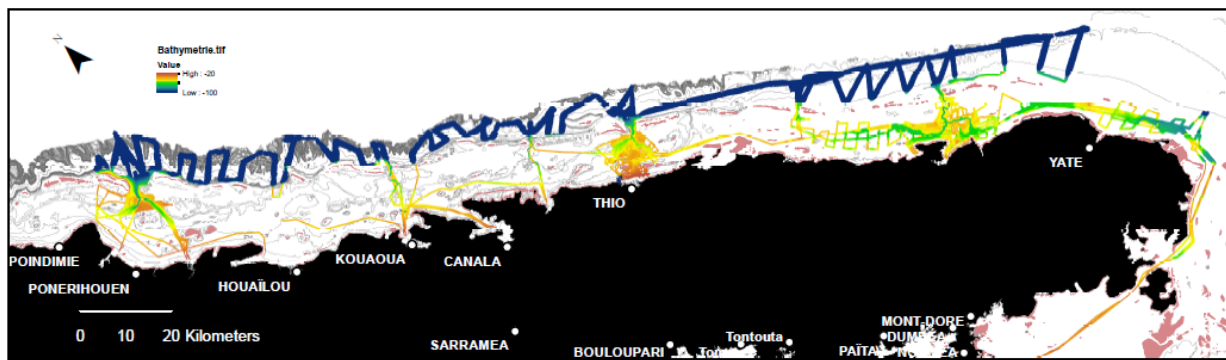 N
Bathymetrie.tif
Value
High : -20
Low : -100
YATE
THIO
POINDIMIE
KOUAOUA
CANALA
PONERIHOUEN
HOUAÏLOU
0 10 20 Kilometers
MONT-DORE
SARRAMEA
Tontouta
BOULOUPARI